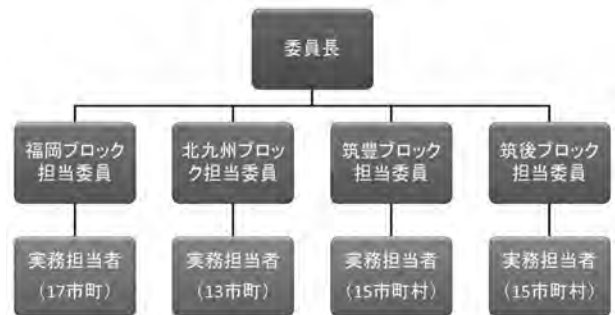 委員長
福岡ブロック
担当委員
北九州ブロッ
ク担当委員
筑豊ブロック
担当委員
筑後ブロック
担当委員
実務担当者
（17市町）
実務担当者
（13市町）
実務担当者
（15市町村）
実務担当者
（15市町村）